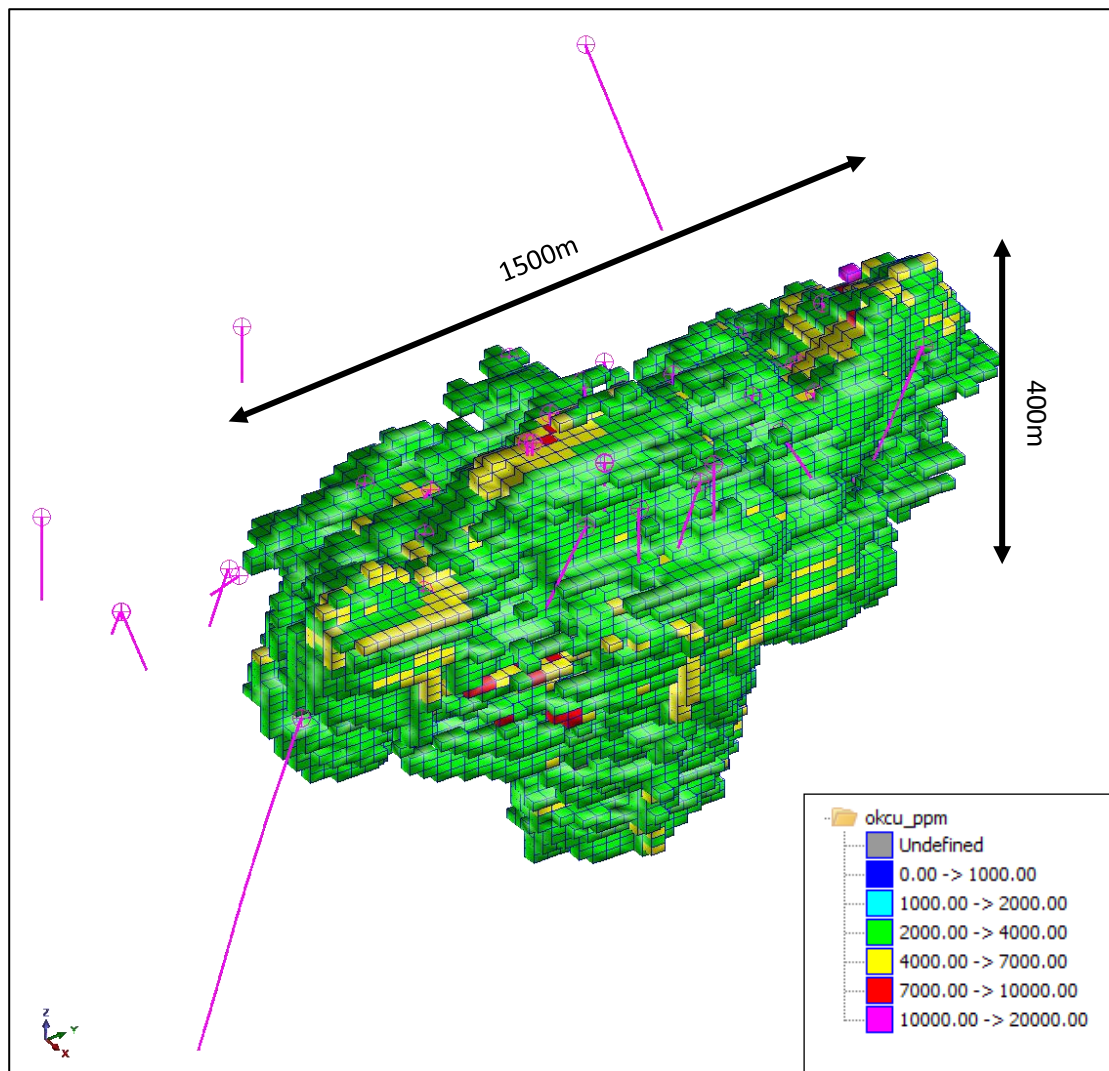 1500m
400m
okcu_ppm
Undefined
0.00 -> 1000.00
1000.00 -> 2000.00
2000.00 -> 4000.00
4000.00 -> 7000.00
7000.00 -> 10000.00
10000.00 -> 20000.00
Z
Y
X